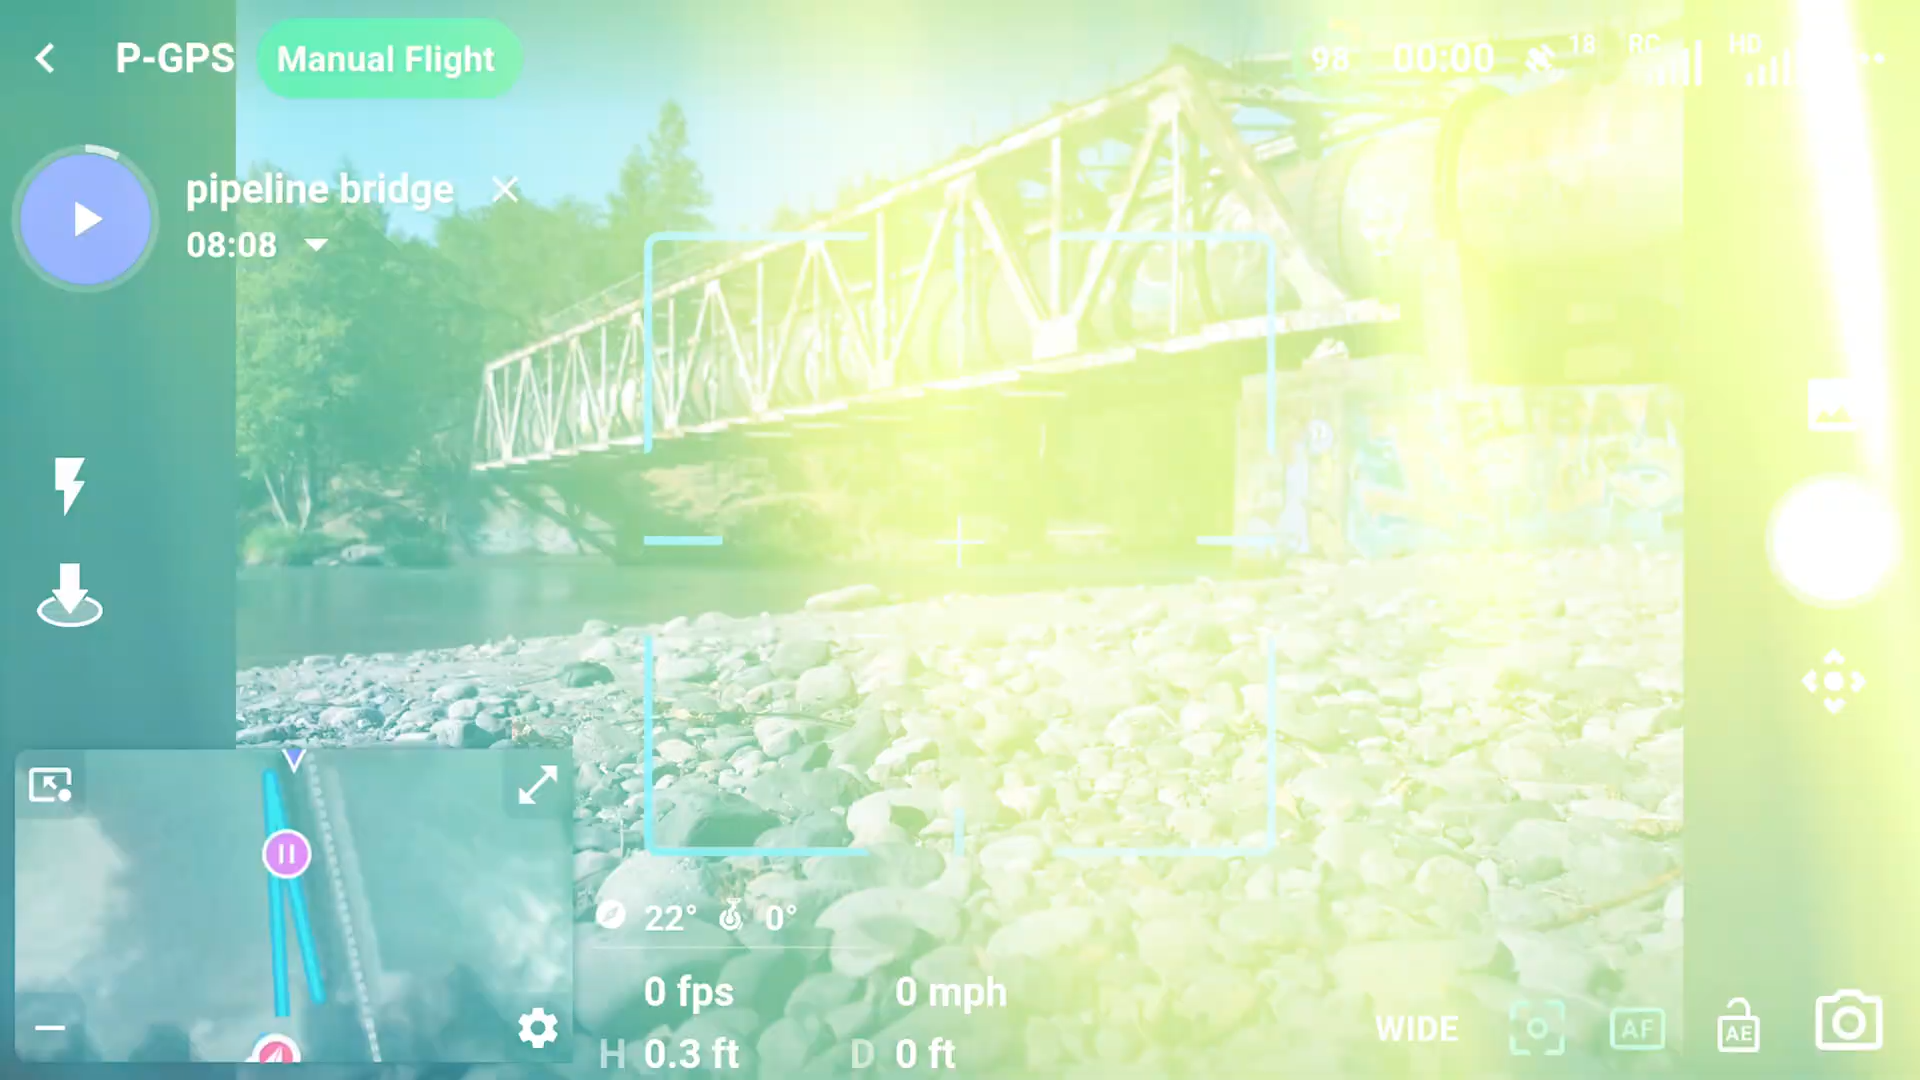 P-GPS
Manual Flight
98
00:00
18
RC
HD
pipeline bridge
08:08
22°
0°
0 fps
0 mph
H 0.3 ft
D 0 ft
WIDE
AF
AE